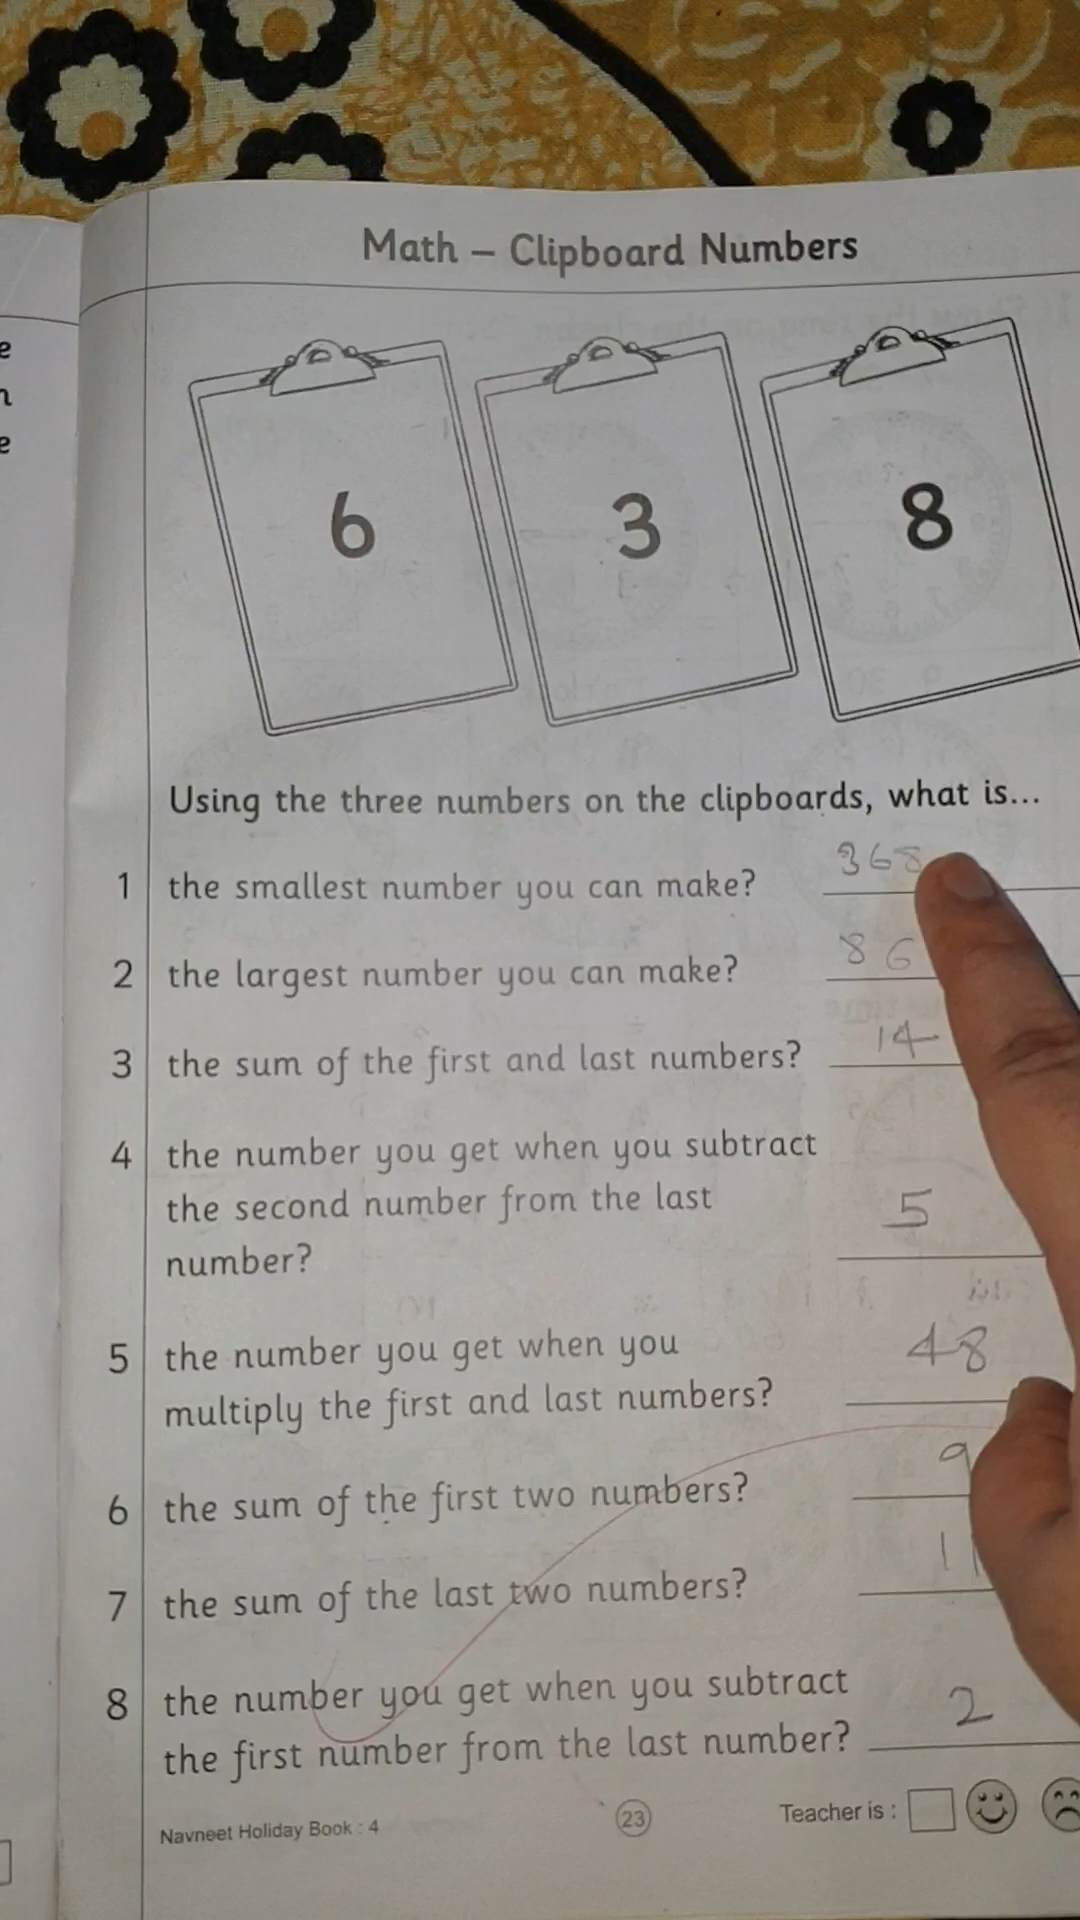 Math – Clipboard Numbers
6 3 8
Using the three numbers on the clipboards, what is...
1 the smallest number you can make? 368
2 the largest number you can make? 86
3 the sum of the first and last numbers? 14
4 the number you get when you subtract
the second number from the last
number? 5
5 the number you get when you
multiply the first and last numbers? 48
6 the sum of the first two numbers? 9
7 the sum of the last two numbers? 11
8 the number you get when you subtract
the first number from the last number? 2
Navneet Holiday Book : 4
23
Teacher is :